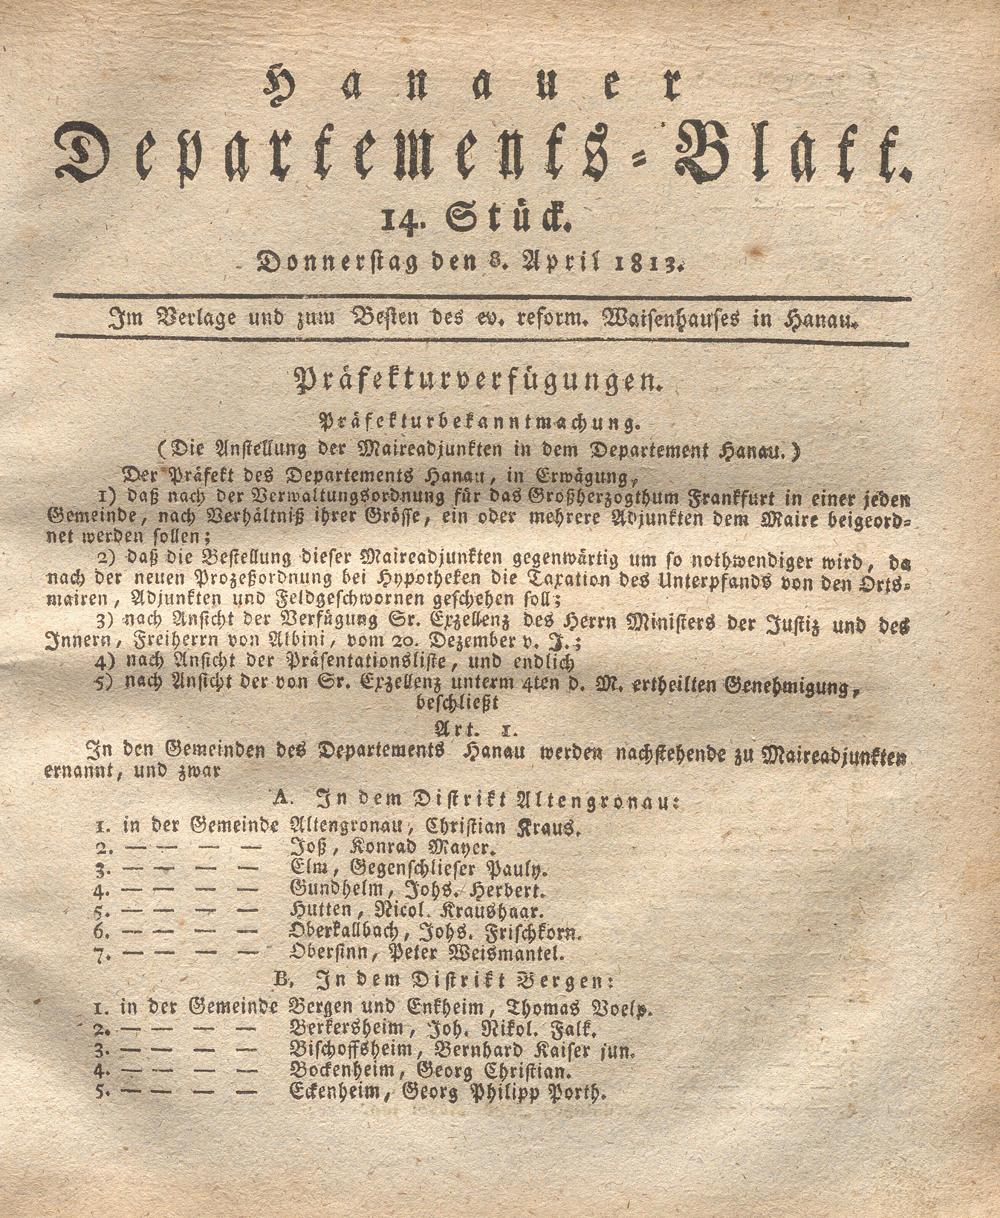 Hanauer
Departements-Blatt.
14. Stück.
Donnerstag den 8. April 1813.
Im Verlage und zum Besten des ev. reform. Waisenhauses in Hanau.
Präfekturverfügungen.
Präfekturbekanntmachung.
(Die Anstellung der Maireadjunkten in dem Departement Hanau.)
Der Präfekt des Departements Hanau, in Erwägung,
1) daß nach der Verwaltungsordnung für das Großherzogthum Frankfurt in einer jeden
Gemeinde, nach Verhältniß ihrer Grösse, ein oder mehrere Adjunkten dem Maire beigeord-
net werden sollen;
2) daß die Bestellung dieser Maireadjunkten gegenwärtig um so nothwendiger wird, da
nach der neuen Prozeßordnung bei Hypotheken die Taxation des Unterpfands von den Orts-
mairen, Adjunkten und Feldgeschwornen geschehen soll;
3) nach Ansicht der Verfügung Sr. Exzellenz des Herrn Ministers der Justiz und des
Innern, Freiherrn von Albini, vom 20. Dezember v. J.;
4) nach Ansicht der Präsentationsliste, und endlich
5) nach Ansicht der von Sr. Exzellenz unterm 4ten d. M. ertheilten Genehmigung,
beschließt
Art. 1.
In den Gemeinden des Departements Hanau werden nachstehende zu Maireadjunkten
ernannt, und zwar
A. In dem Distrikt Altengronau:
1. in der Gemeinde Altengronau, Christian Kraus.
2. — — — — Joß, Konrad Mayer.
3. — — — — Elm, Gegenschlieser Pauly.
4. — — — — Gundhelm, Johs. Herbert.
5. — — — — Hutten, Nicol. Kraushaar.
6. — — — — Oberkallbach, Johs. Frischkorn.
7. — — — — Obersinn, Peter Weismantel.
B. In dem Distrikt Bergen:
1. in der Gemeinde Bergen und Enkheim, Thomas Voelp.
2. — — — — Berkersheim, Joh. Nikol. Falk.
3. — — — — Bischoffsheim, Bernhard Kaiser jun.
4. — — — — Bockenheim, Georg Christian.
5. — — — — Eckenheim, Georg Philipp Porth.